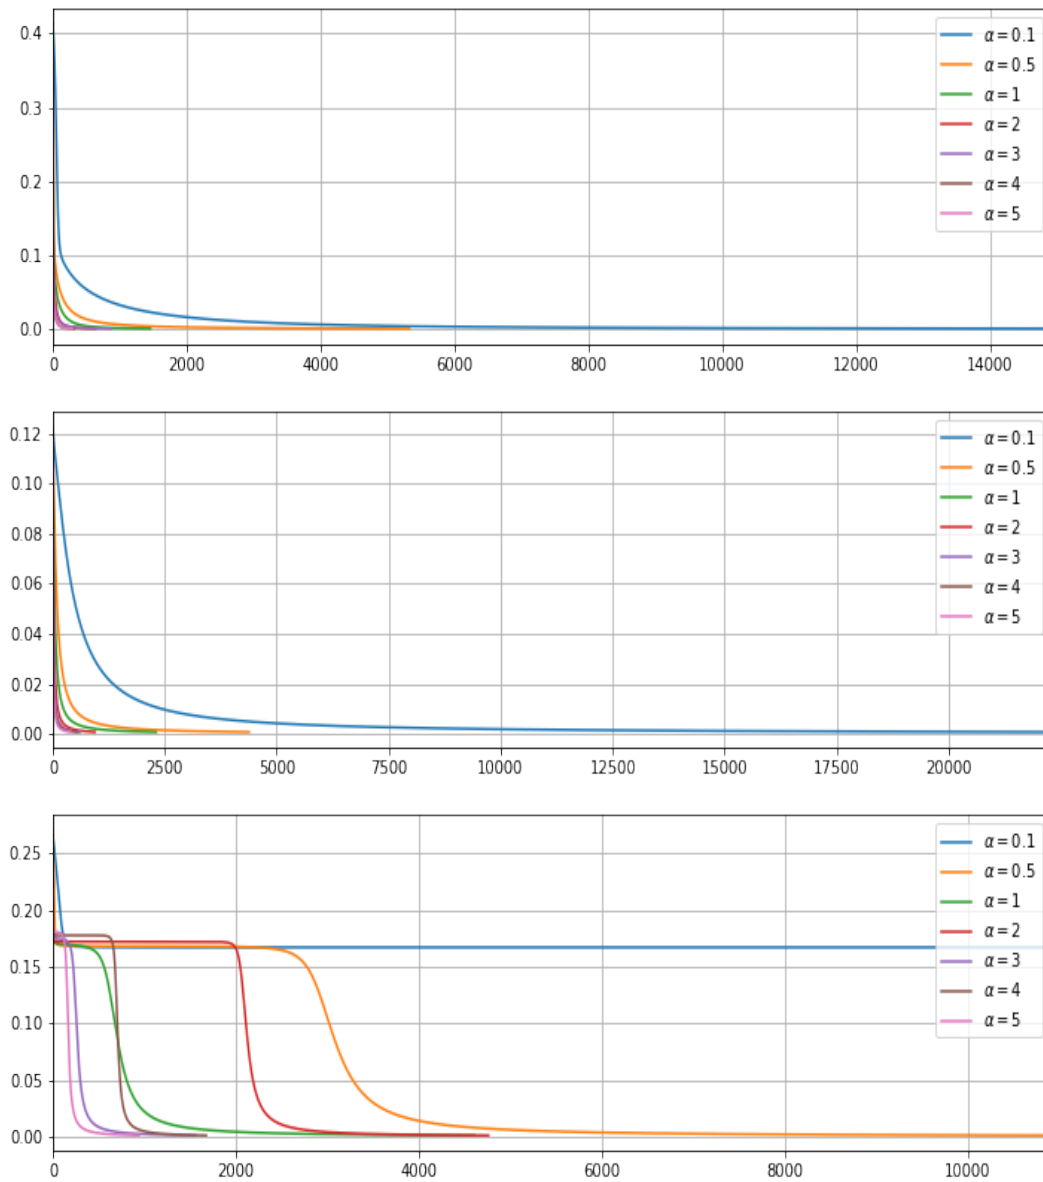 0.4
0.3
0.2
0.1
0.0
0 2000 4000 6000 8000 10000 12000 14000
α = 0.1
α = 0.5
α = 1
α = 2
α = 3
α = 4
α = 5
0.12
0.10
0.08
0.06
0.04
0.02
0.00
0 2500 5000 7500 10000 12500 15000 17500 20000
α = 0.1
α = 0.5
α = 1
α = 2
α = 3
α = 4
α = 5
0.25
0.20
0.15
0.10
0.05
0.00
0 2000 4000 6000 8000 10000
α = 0.1
α = 0.5
α = 1
α = 2
α = 3
α = 4
α = 5